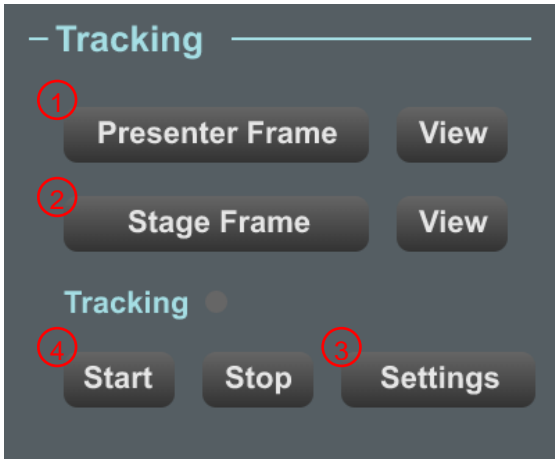 Tracking
1
Presenter Frame View
2
Stage Frame View
Tracking
4 3
Start Stop Settings